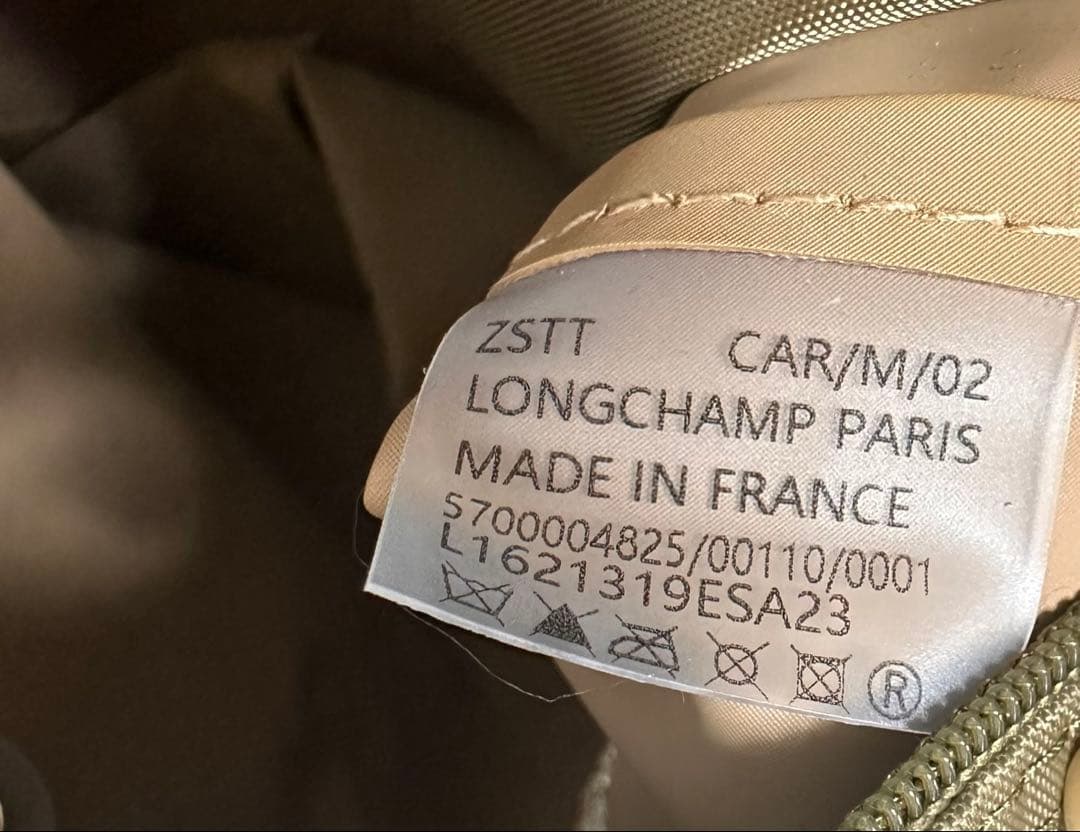 ZSTT CAR/M/02
LONGCHAMP PARIS
MADE IN FRANCE
5700004825/00110/0001
L1621319ESA23
®